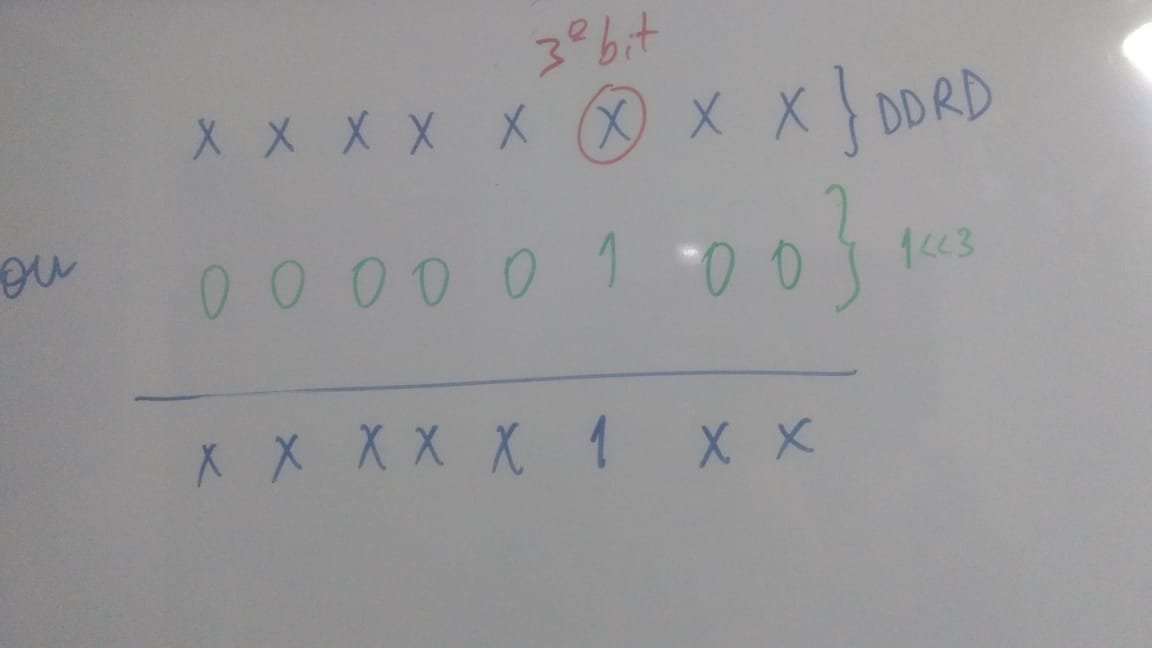 3º bit
X X X X X X X X } DDRD
ou 0 0 0 0 0 1 0 0 } 1<<3
X X X X X 1 X X